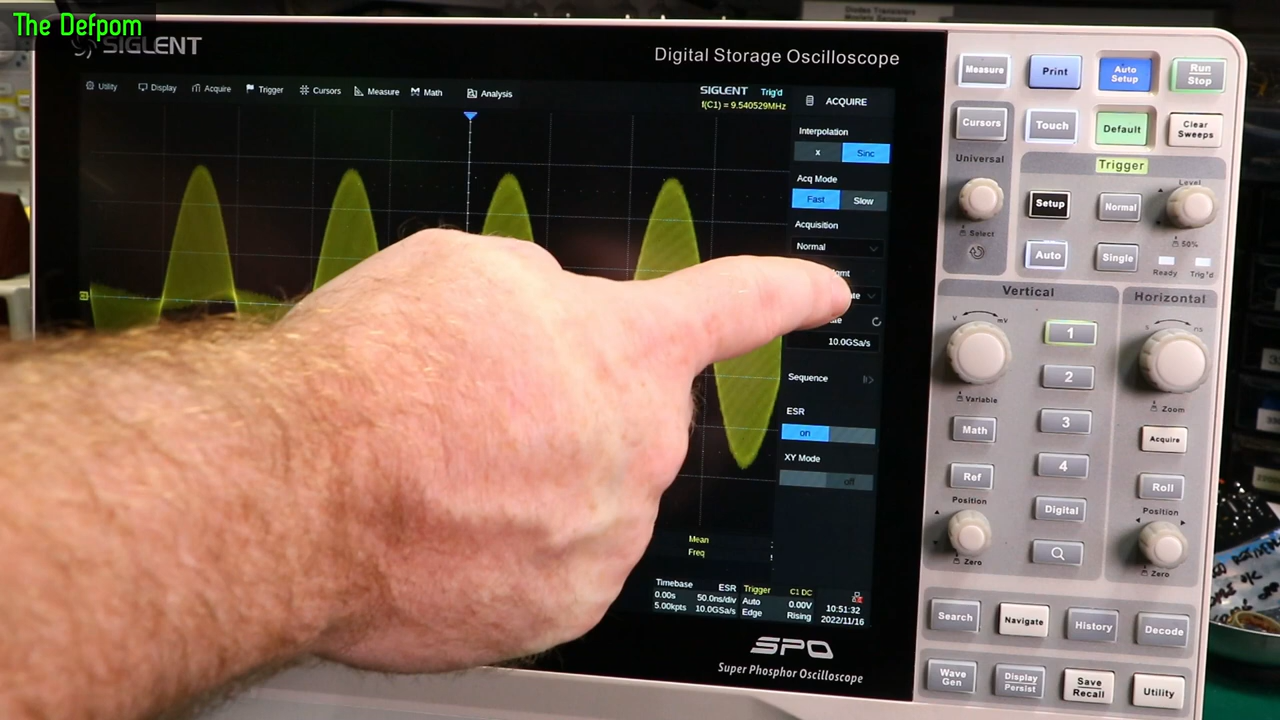 The Defpom
SIGLENT
Digital Storage Oscilloscope
Utility
Display
Acquire
Trigger
Cursors
Measure
Math
Analysis
SIGLENT
Trig'd
f(C1) = 9.540529MHz
ACQUIRE
Interpolation
x
Sinc
Acq Mode
Fast
Slow
Acquisition
Normal
10.0GSa/s
Sequence
ESR
on
XY Mode
off
Mean
Freq
Timebase
ESR
0.00s
50.0ns/div
5.00kpts
10.0GSa/s
Trigger
C1 DC
Auto
0.00V
Edge
Rising
10:51:32
2022/11/16
SPO
Super Phosphor Oscilloscope
Measure
Print
Auto
Setup
Run
Stop
Cursors
Touch
Default
Clear
Sweeps
Universal
Select
Trigger
Setup
Normal
Level
50%
Auto
Single
Ready
Trig'd
Vertical
V
mV
Variable
1
2
3
4
Math
Ref
Digital
Position
Zero
Horizontal
s
ns
Zoom
Acquire
Roll
Position
Zero
Search
Navigate
History
Decode
Wave
Gen
Display
Persist
Save
Recall
Utility